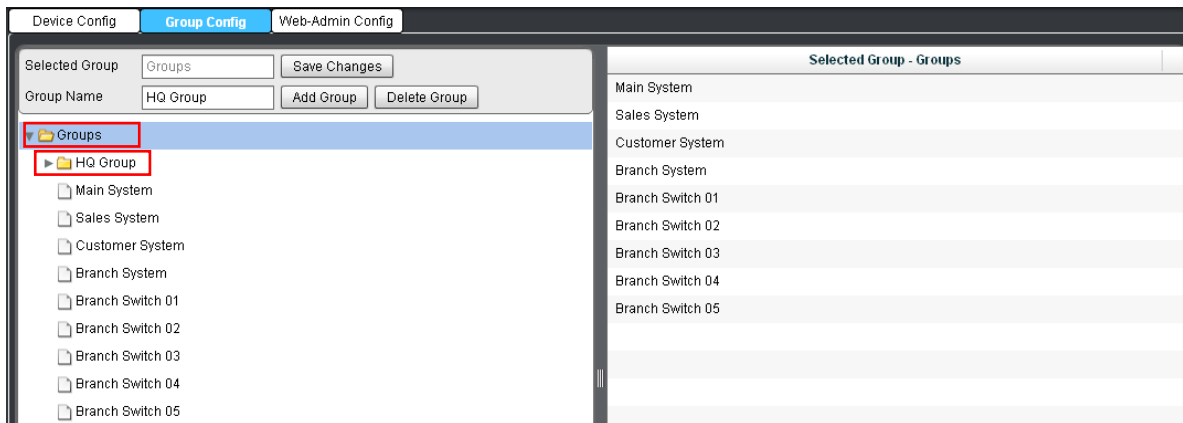 Device Config Group Config Web-Admin Config
Selected Group Groups Save Changes
Group Name HQ Group Add Group Delete Group
Groups
HQ Group
Main System
Sales System
Customer System
Branch System
Branch Switch 01
Branch Switch 02
Branch Switch 03
Branch Switch 04
Branch Switch 05
Selected Group - Groups
Main System
Sales System
Customer System
Branch System
Branch Switch 01
Branch Switch 02
Branch Switch 03
Branch Switch 04
Branch Switch 05